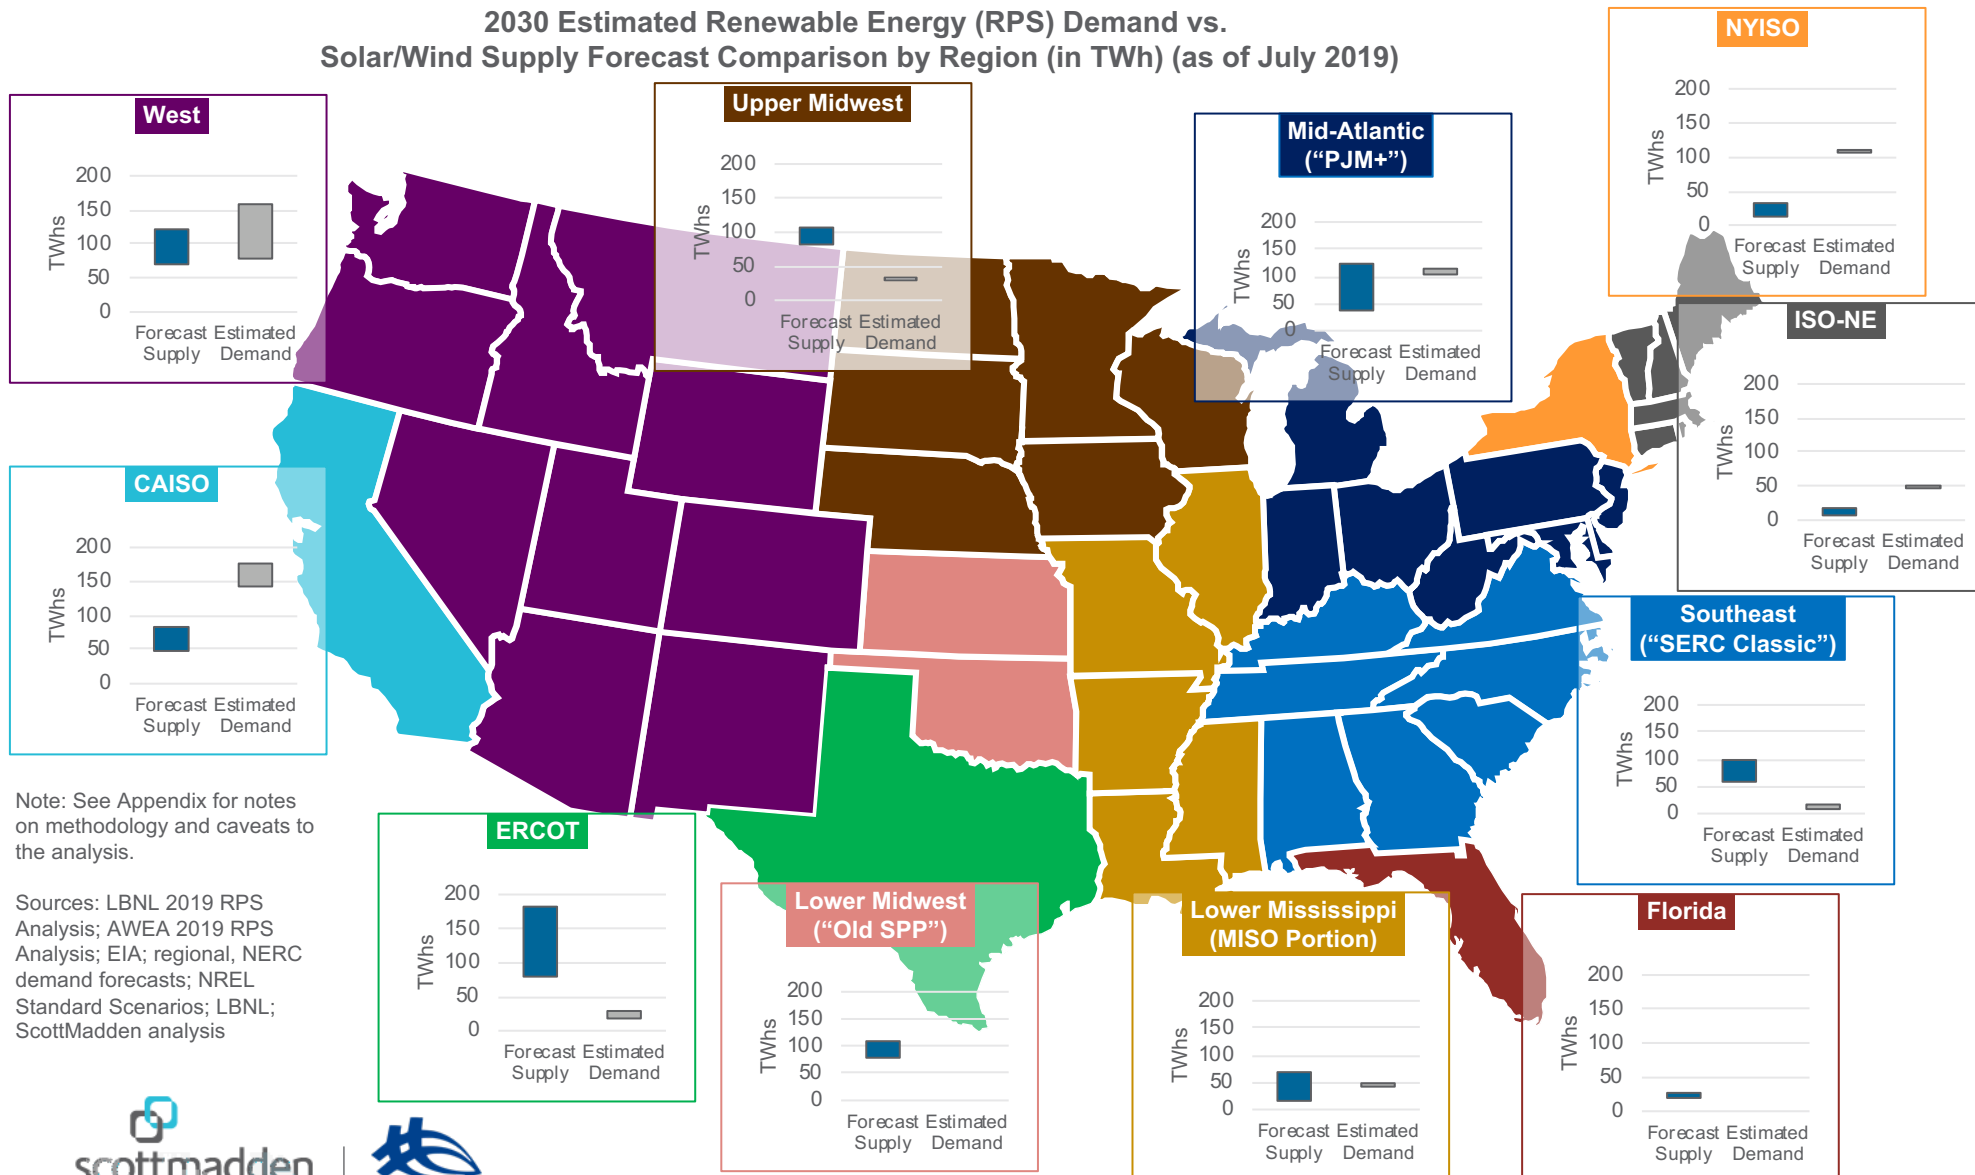 2030 Estimated Renewable Energy (RPS) Demand vs.
Solar/Wind Supply Forecast Comparison by Region (in TWh) (as of July 2019)
West
TWhs
200
150
100
50
0
Forecast Estimated
Supply Demand
Upper Midwest
TWhs
200
150
100
50
0
Forecast Estimated
Supply Demand
Mid-Atlantic
(“PJM+”)
TWhs
200
150
100
50
0
Forecast Estimated
Supply Demand
NYISO
TWhs
200
150
100
50
0
Forecast Estimated
Supply Demand
ISO-NE
TWhs
200
150
100
50
0
Forecast Estimated
Supply Demand
CAISO
TWhs
200
150
100
50
0
Forecast Estimated
Supply Demand
Southeast
(“SERC Classic”)
TWhs
200
150
100
50
0
Forecast Estimated
Supply Demand
Note: See Appendix for notes
on methodology and caveats to
the analysis.
Sources: LBNL 2019 RPS
Analysis; AWEA 2019 RPS
Analysis; EIA; regional, NERC
demand forecasts; NREL
Standard Scenarios; LBNL;
ScottMadden analysis
ERCOT
TWhs
200
150
100
50
0
Forecast Estimated
Supply Demand
Lower Midwest
(“Old SPP”)
TWhs
200
150
100
50
0
Forecast Estimated
Supply Demand
Lower Mississippi
(MISO Portion)
TWhs
200
150
100
50
0
Forecast Estimated
Supply Demand
Florida
TWhs
200
150
100
50
0
Forecast Estimated
Supply Demand
scottmadden